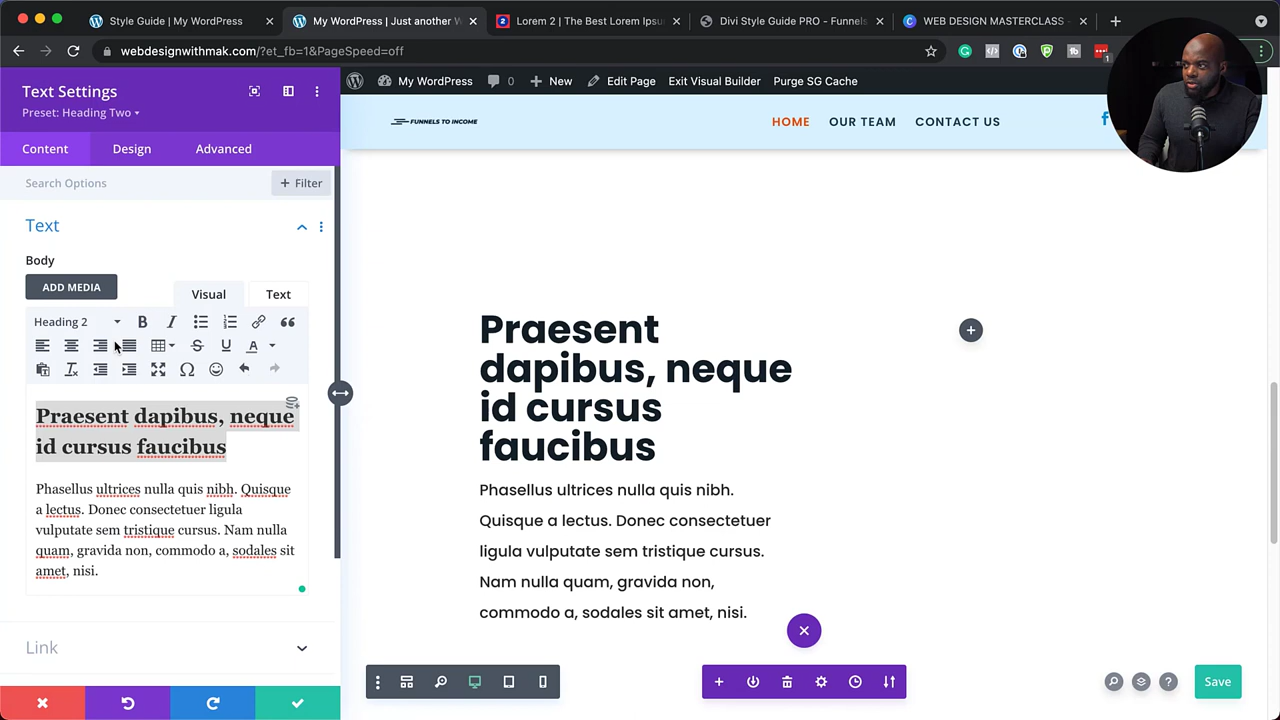 Style Guide | My WordPress
My WordPress | Just another W
Lorem 2 | The Best Lorem Ipsu
Divi Style Guide PRO - Funnels
WEB DESIGN MASTERCLASS -
webdesignwithmak.com/?et_fb=1&PageSpeed=off
1
Text Settings
Preset: Heading Two
Content
Design
Advanced
Search Options
+ Filter
Text
Body
ADD MEDIA
Visual
Text
Heading 2
Praesent dapibus, neque
id cursus faucibus
Phasellus ultrices nulla quis nibh. Quisque
a lectus. Donec consectetuer ligula
vulputate sem tristique cursus. Nam nulla
quam, gravida non, commodo a, sodales sit
amet, nisi.
Link
My WordPress
0
New
Edit Page
Exit Visual Builder
Purge SG Cache
FUNNELS TO INCOME
HOME
OUR TEAM
CONTACT US
Praesent
dapibus, neque
id cursus
faucibus
Phasellus ultrices nulla quis nibh.
Quisque a lectus. Donec consectetuer
ligula vulputate sem tristique cursus.
Nam nulla quam, gravida non,
commodo a, sodales sit amet, nisi.
Save